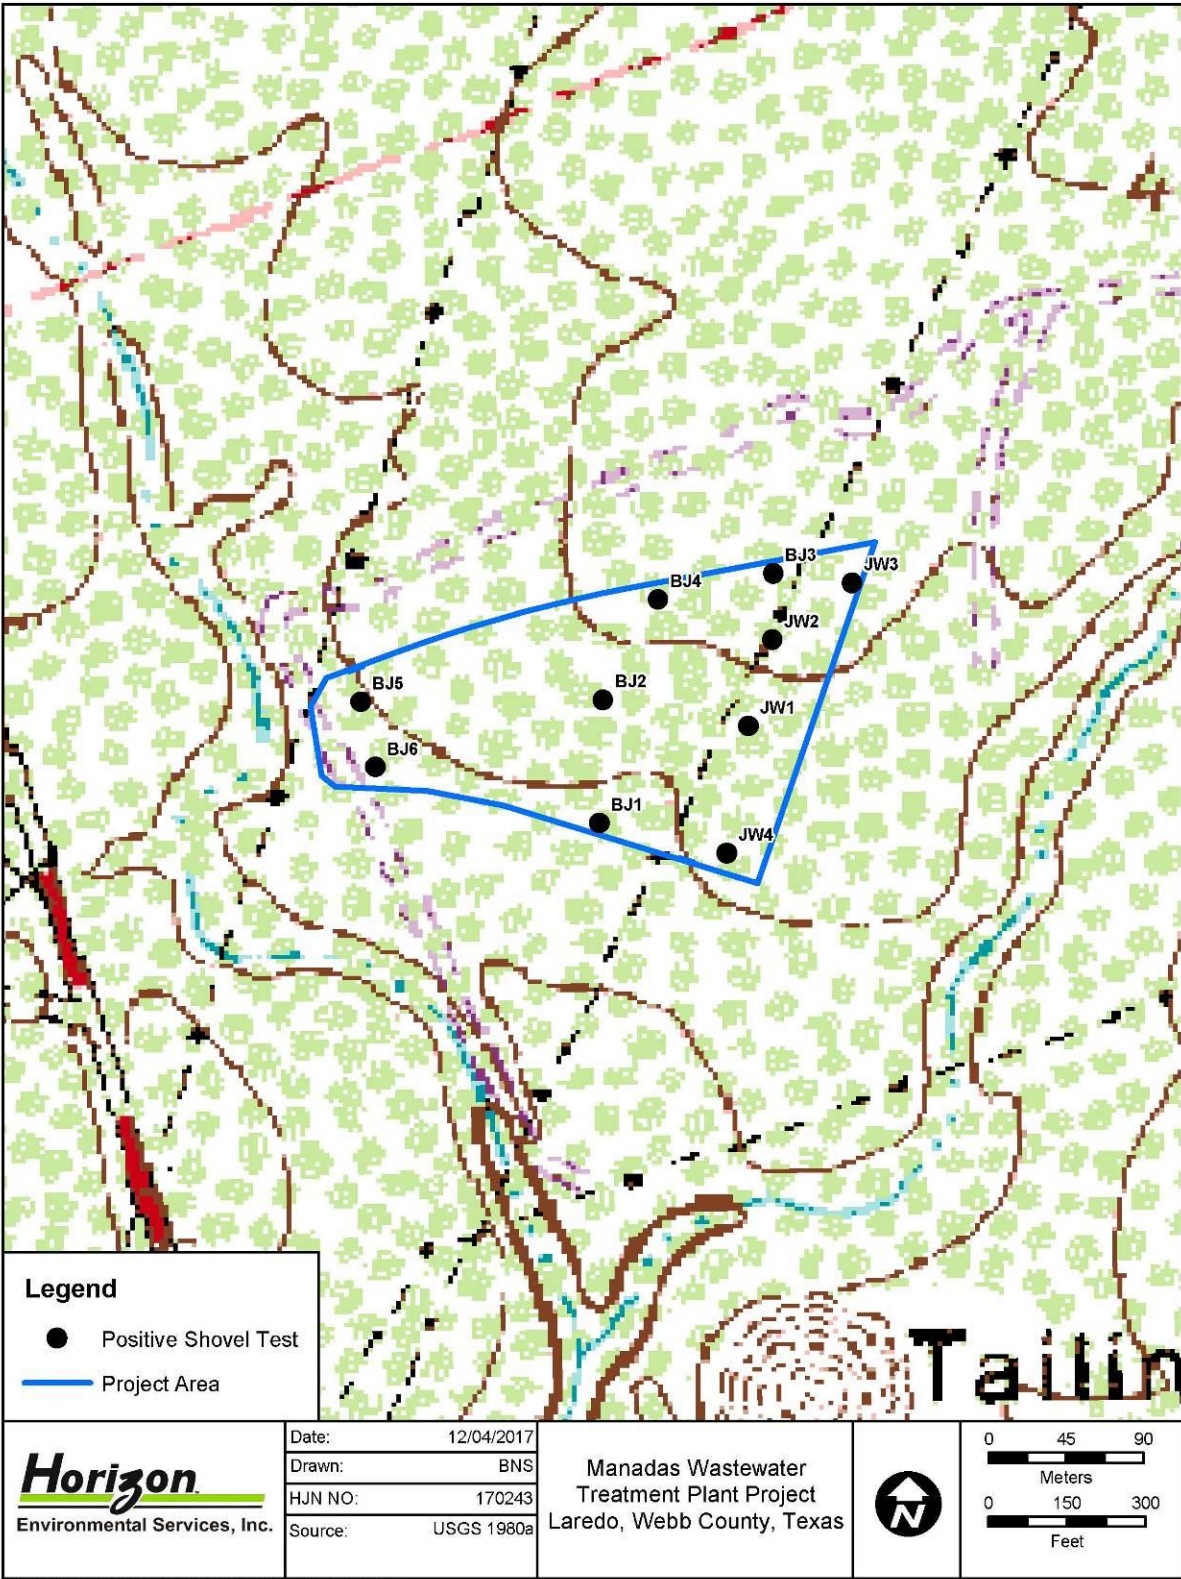 4
BJ3
JW3
BJ4
JW2
BJ5
BJ2
JW1
BJ6
BJ1
JW4
Tailin
Legend
Positive Shovel Test
Project Area
Horizon
Environmental Services, Inc.
Date: 12/04/2017
Drawn: BNS
HJN NO: 170243
Source: USGS 1980a
Manadas Wastewater
Treatment Plant Project
Laredo, Webb County, Texas
N
0 45 90
Meters
0 150 300
Feet